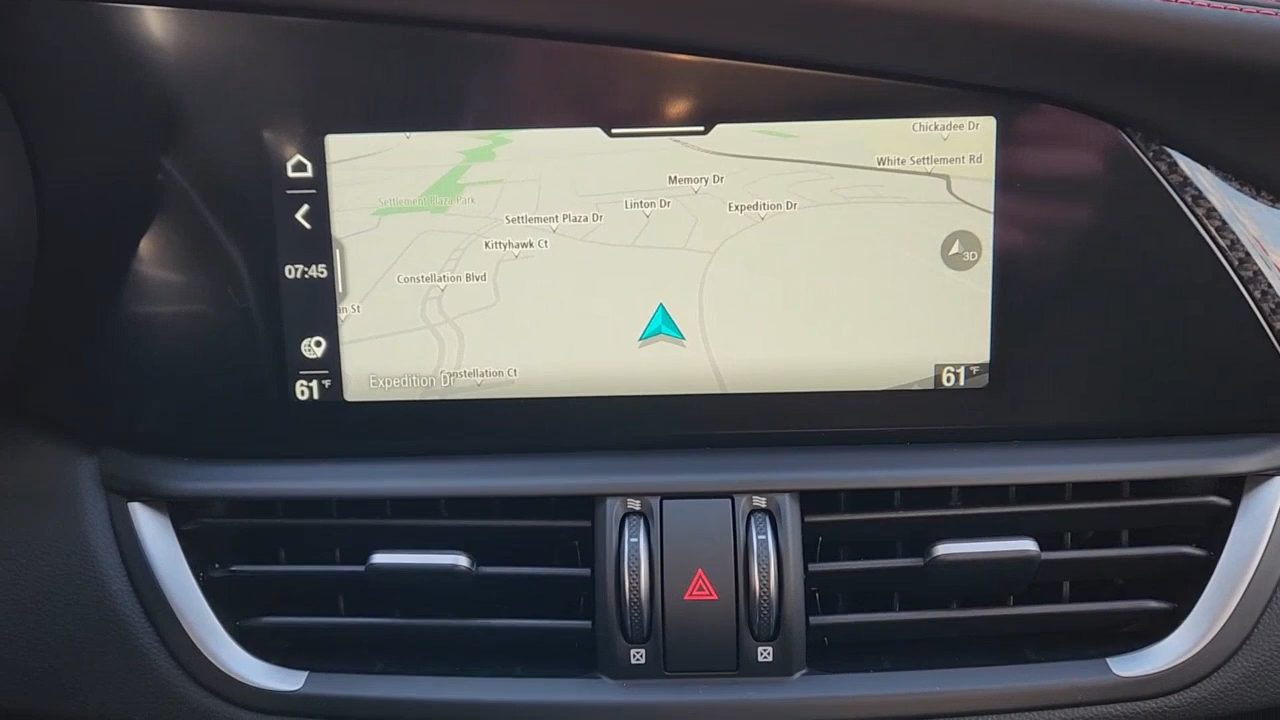 Chickadee Dr
White Settlement Rd
Memory Dr
Settlement Plaza Park
Linton Dr
Expedition Dr
Settlement Plaza Dr
Kittyhawk Ct
3D
07:45
Constellation Blvd
an St
Constellation Ct
Expedition Dr
61°F
61°F